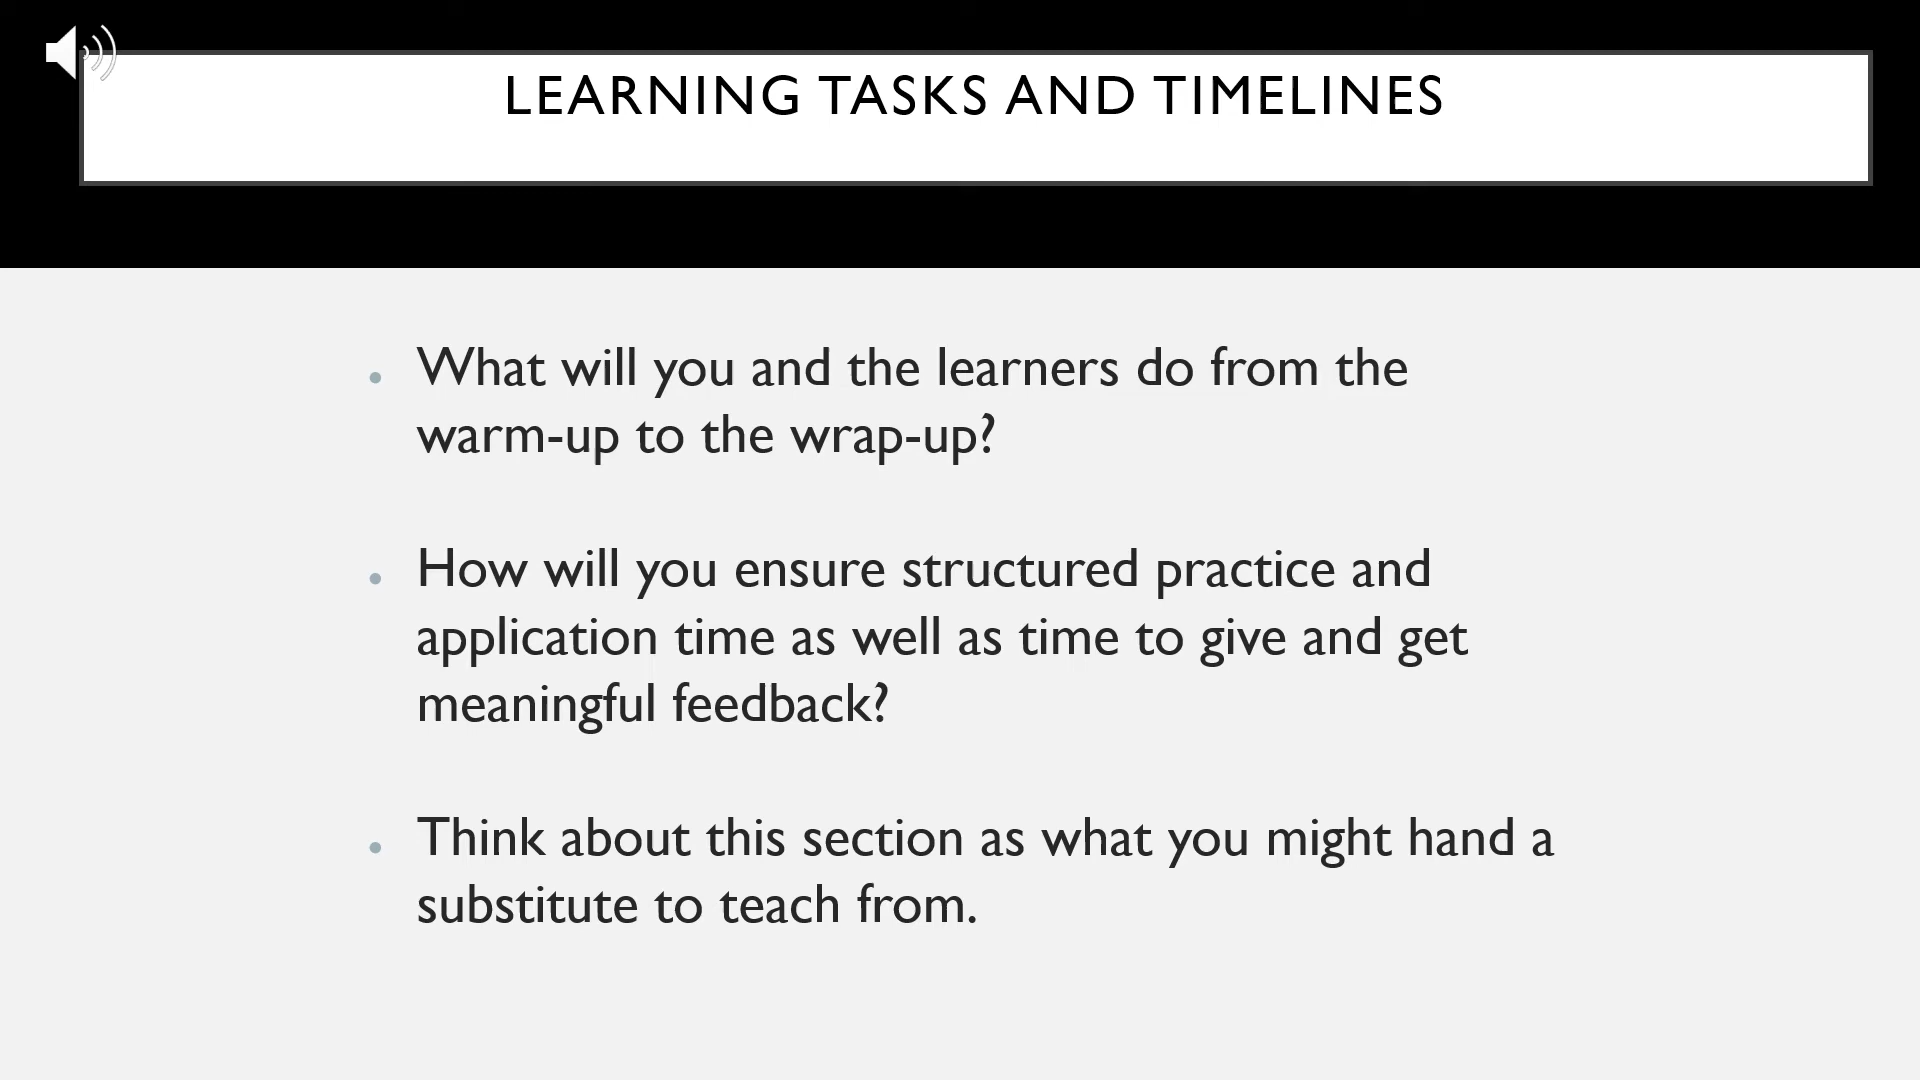 LEARNING TASKS AND TIMELINES
• What will you and the learners do from the
warm-up to the wrap-up?
• How will you ensure structured practice and
application time as well as time to give and get
meaningful feedback?
• Think about this section as what you might hand a
substitute to teach from.